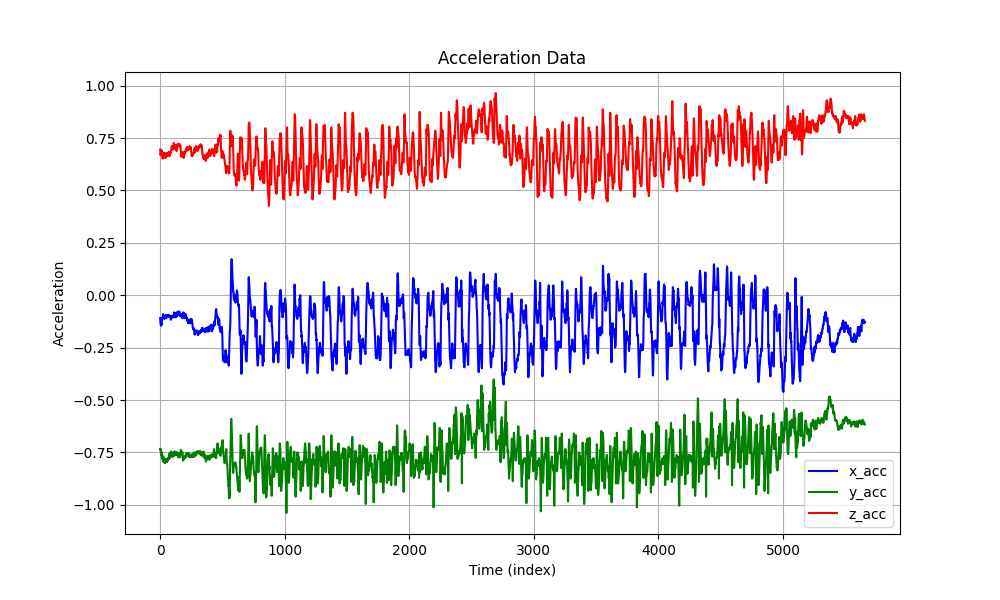 Acceleration Data
1.00
0.75
0.50
0.25
0.00
−0.25
−0.50
−0.75
−1.00
Acceleration
0 1000 2000 3000 4000 5000
Time (index)
x_acc
y_acc
z_acc